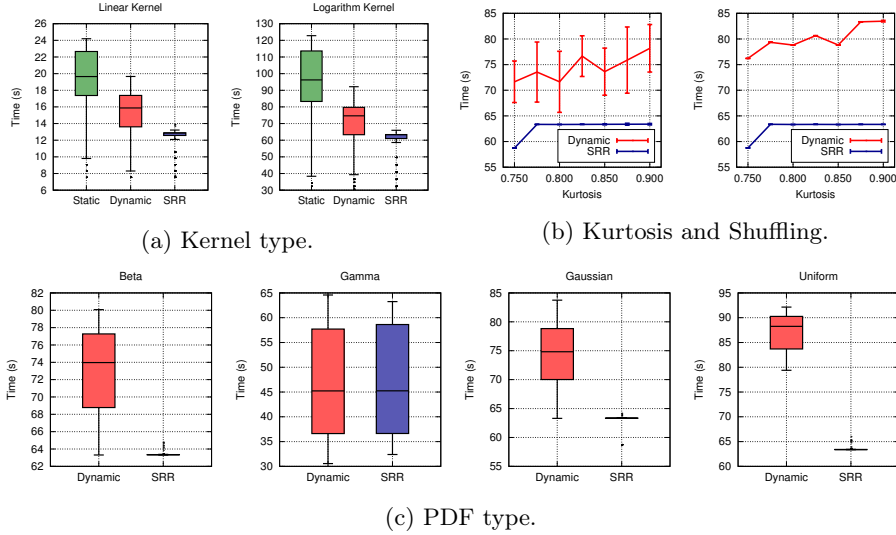 Linear Kernel
Time (s)
26
24
22
20
18
16
14
12
10
8
6
Static Dynamic SRR
Logarithm Kernel
Time (s)
130
120
110
100
90
80
70
60
50
40
30
Static Dynamic SRR
(a) Kernel type.
Time (s)
85
80
75
70
65
60
55
Dynamic
SRR
0.750 0.800 0.850 0.900
Kurtosis
85
80
75
70
65
60
55
Dynamic
SRR
0.750 0.800 0.850 0.900
Kurtosis
(b) Kurtosis and Shuffling.
Beta
Time (s)
82
80
78
76
74
72
70
68
66
64
62
Dynamic SRR
Gamma
Time (s)
65
60
55
50
45
40
35
30
Dynamic SRR
Gaussian
Time (s)
85
80
75
70
65
60
55
Dynamic SRR
Uniform
Time (s)
95
90
85
80
75
70
65
60
Dynamic SRR
(c) PDF type.